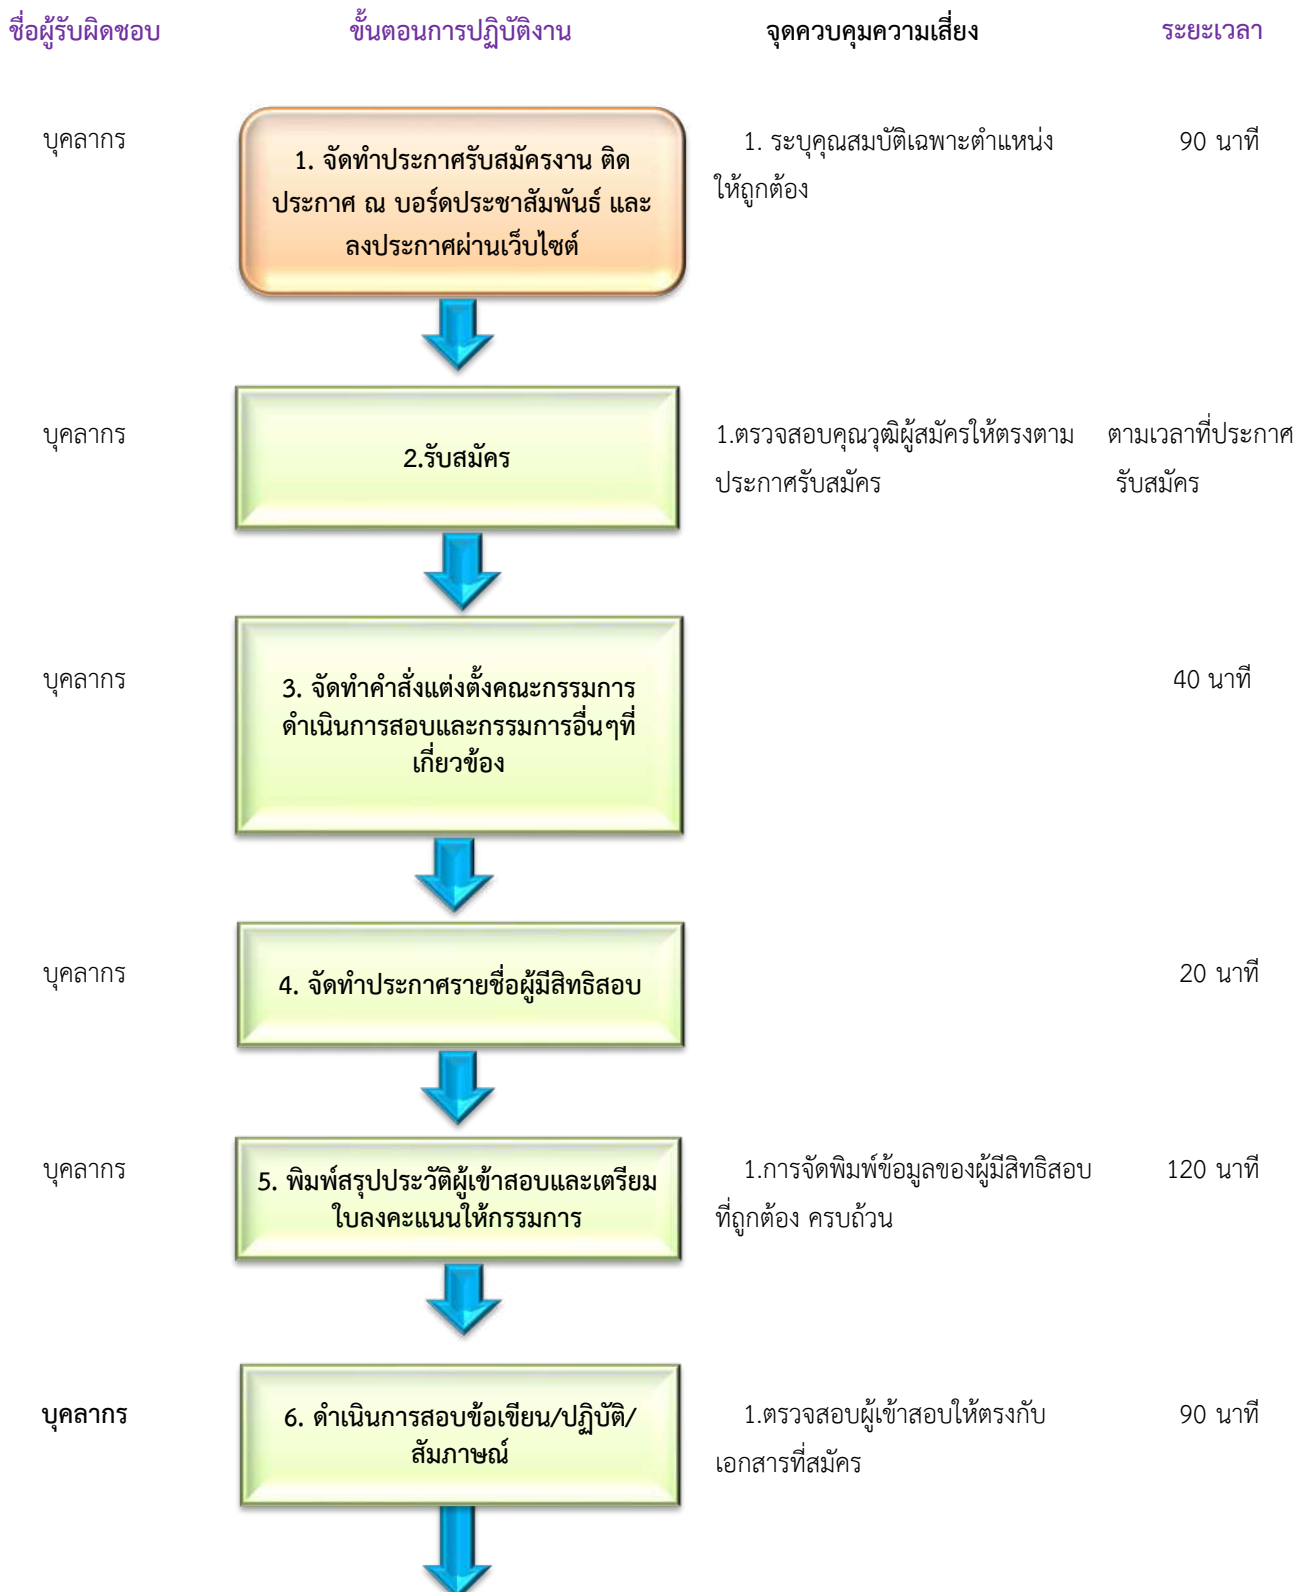 ชื่อผู้รับผิดชอบ ขั้นตอนการปฏิบัติงาน จุดควบคุมความเสี่ยง ระยะเวลา
บุคลากร
1. จัดทำประกาศรับสมัครงาน ติด
ประกาศ ณ บอร์ดประชาสัมพันธ์ และ
ลงประกาศผ่านเว็บไซต์
1. ระบุคุณสมบัติเฉพาะตำแหน่ง
ให้ถูกต้อง
90 นาที
บุคลากร
2.รับสมัคร
1.ตรวจสอบคุณวุฒิผู้สมัครให้ตรงตาม
ประกาศรับสมัคร
ตามเวลาที่ประกาศ
รับสมัคร
บุคลากร
3. จัดทำคำสั่งแต่งตั้งคณะกรรมการ
ดำเนินการสอบและกรรมการอื่นๆที่
เกี่ยวข้อง
40 นาที
บุคลากร
4. จัดทำประกาศรายชื่อผู้มีสิทธิสอบ
20 นาที
บุคลากร
5. พิมพ์สรุปประวัติผู้เข้าสอบและเตรียม
ใบลงคะแนนให้กรรมการ
1.การจัดพิมพ์ข้อมูลของผู้มีสิทธิสอบ
ที่ถูกต้อง ครบถ้วน
120 นาที
บุคลากร
6. ดำเนินการสอบข้อเขียน/ปฏิบัติ/
สัมภาษณ์
1.ตรวจสอบผู้เข้าสอบให้ตรงกับ
เอกสารที่สมัคร
90 นาที